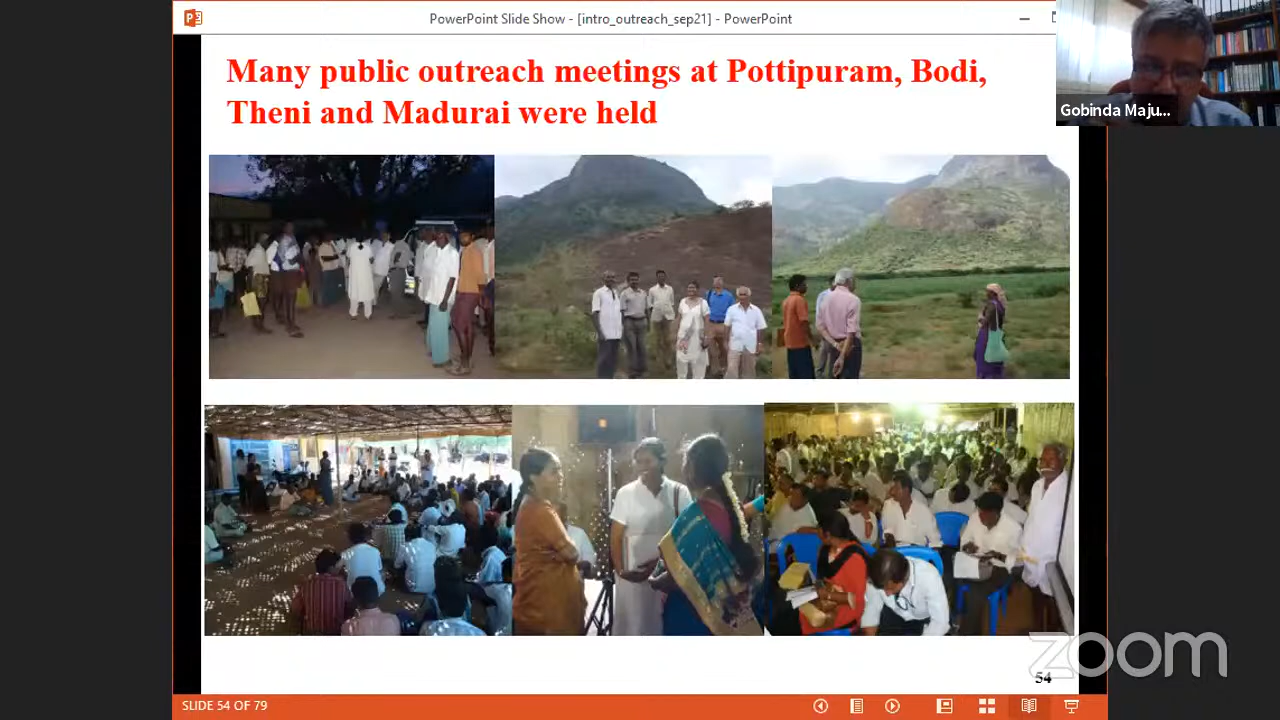 PowerPoint Slide Show - [intro_outreach_sep21] - PowerPoint
Many public outreach meetings at Pottipuram, Bodi,
Theni and Madurai were held
Gobinda Maju...
zoom
54
SLIDE 54 OF 79